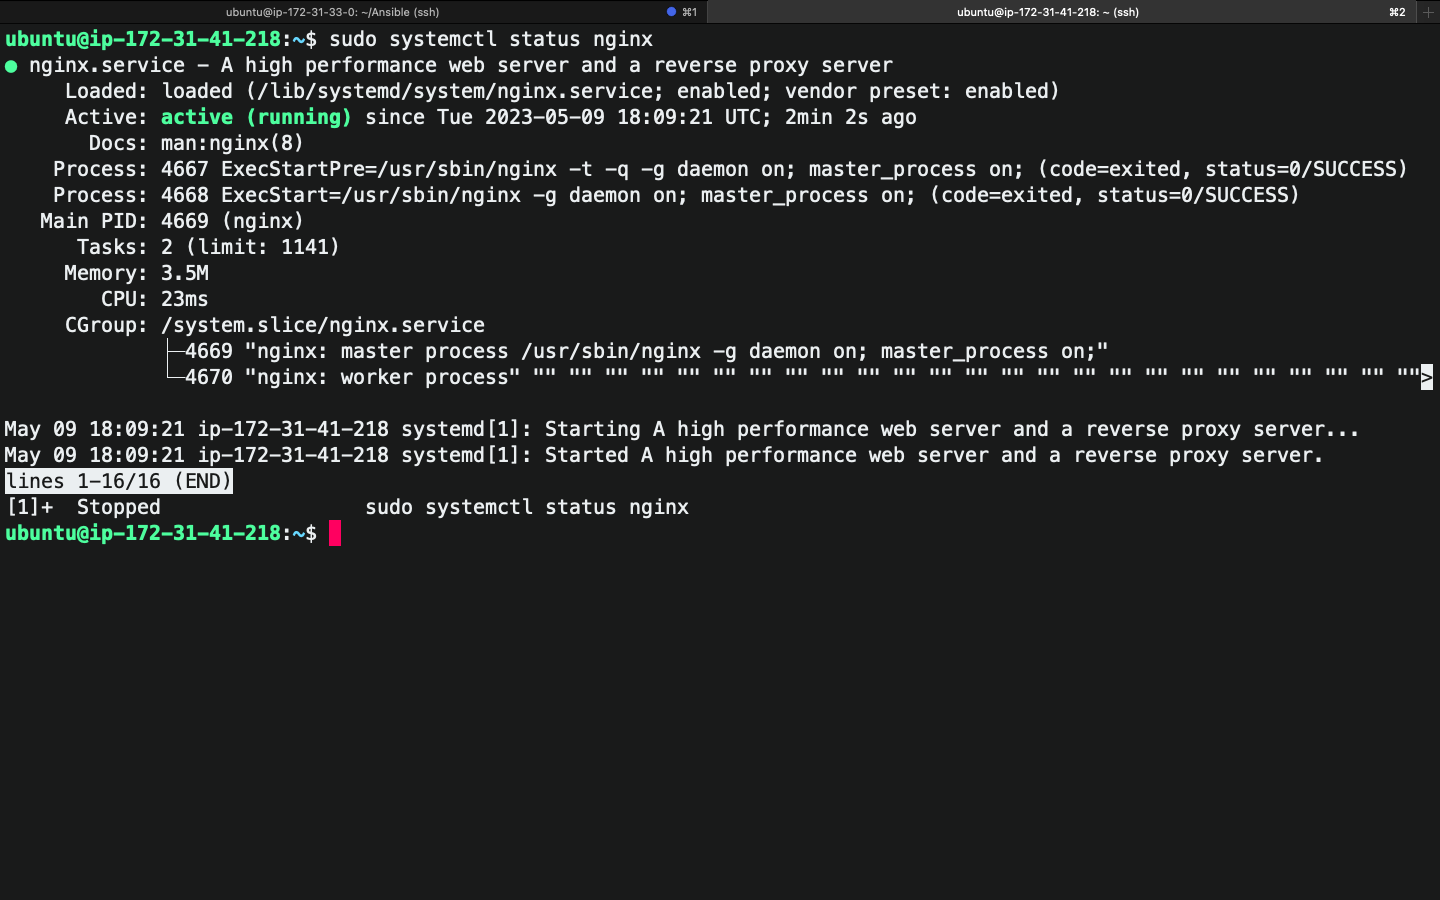 ubuntu@ip-172-31-33-0: ~/Ansible (ssh) ⌘1 ubuntu@ip-172-31-41-218: ~ (ssh) ⌘2 +
ubuntu@ip-172-31-41-218:~$ sudo systemctl status nginx
● nginx.service - A high performance web server and a reverse proxy server
     Loaded: loaded (/lib/systemd/system/nginx.service; enabled; vendor preset: enabled)
     Active: active (running) since Tue 2023-05-09 18:09:21 UTC; 2min 2s ago
       Docs: man:nginx(8)
    Process: 4667 ExecStartPre=/usr/sbin/nginx -t -q -g daemon on; master_process on; (code=exited, status=0/SUCCESS)
    Process: 4668 ExecStart=/usr/sbin/nginx -g daemon on; master_process on; (code=exited, status=0/SUCCESS)
   Main PID: 4669 (nginx)
      Tasks: 2 (limit: 1141)
     Memory: 3.5M
        CPU: 23ms
     CGroup: /system.slice/nginx.service
             ├─4669 "nginx: master process /usr/sbin/nginx -g daemon on; master_process on;"
             └─4670 "nginx: worker process" "" "" "" "" "" "" "" "" "" "" "" "" "" "" "" "" "" "" "" "" "" "" "" "" "">

May 09 18:09:21 ip-172-31-41-218 systemd[1]: Starting A high performance web server and a reverse proxy server...
May 09 18:09:21 ip-172-31-41-218 systemd[1]: Started A high performance web server and a reverse proxy server.
lines 1-16/16 (END)
[1]+  Stopped                 sudo systemctl status nginx
ubuntu@ip-172-31-41-218:~$